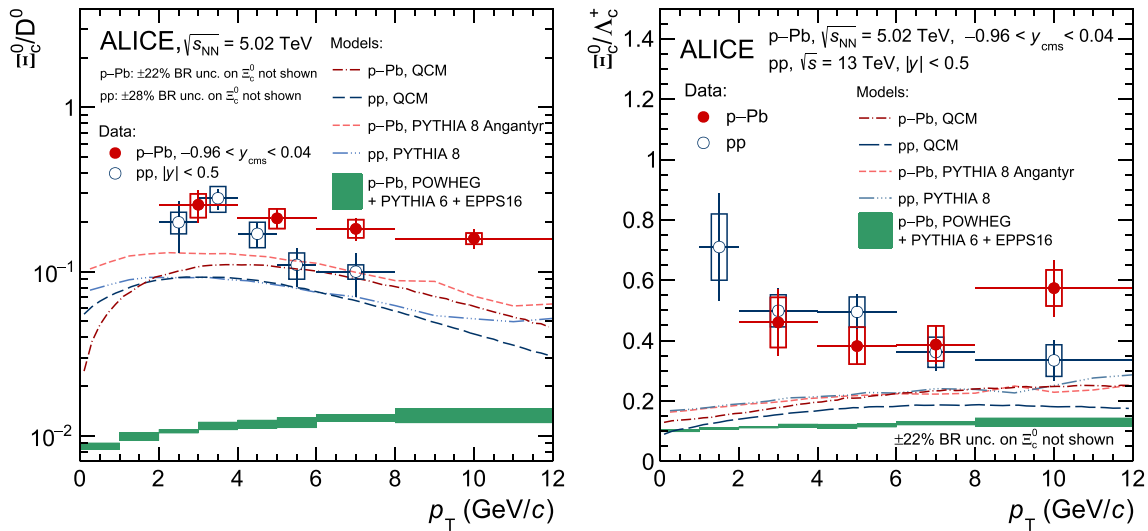 Ξ⁰c/D⁰
ALICE, √sNN = 5.02 TeV
p–Pb: ±22% BR unc. on Ξ⁰c not shown
pp: ±28% BR unc. on Ξ⁰c not shown
Data:
p–Pb, –0.96 < ycms < 0.04
pp, |y| < 0.5
Models:
p–Pb, QCM
pp, QCM
p–Pb, PYTHIA 8 Angantyr
pp, PYTHIA 8
p–Pb, POWHEG
+ PYTHIA 6 + EPPS16
1
10⁻¹
10⁻²
0 2 4 6 8 10 12
pT (GeV/c)
Ξ⁰c/Λ⁺c
ALICE
p–Pb, √sNN = 5.02 TeV, –0.96 < ycms < 0.04
pp, √s = 13 TeV, |y| < 0.5
Data:
p–Pb
pp
Models:
p–Pb, QCM
pp, QCM
p–Pb, PYTHIA 8 Angantyr
pp, PYTHIA 8
p–Pb, POWHEG
+ PYTHIA 6 + EPPS16
±22% BR unc. on Ξ⁰c not shown
1.4
1.2
1
0.8
0.6
0.4
0.2
0
0 2 4 6 8 10 12
pT (GeV/c)